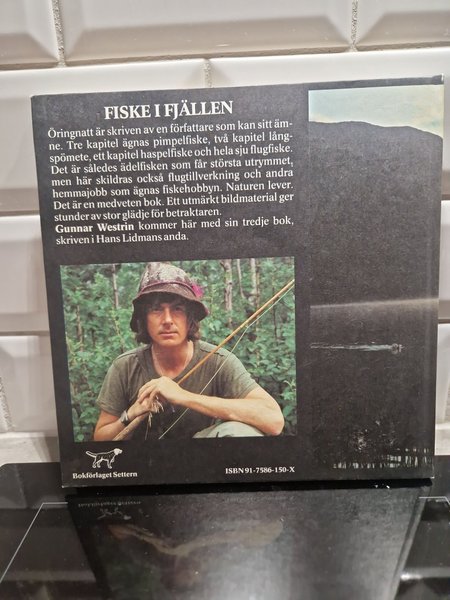 FISKE I FJÄLLEN
Öringnatt är skriven av en författare som kan sitt äm-
ne. Tre kapitel ägnas pimpelfiske, två kapitel lång-
spömete, ett kapitel haspelfiske och hela sju flugfiske.
Det är således ädelfisken som får största utrymmet,
men här skildras också flugtillverkning och andra
hemmajobb som ägnas fiskehobbyn. Naturen lever.
Det är en medveten bok. Ett utmärkt bildmaterial ger
stunder av stor glädje för betraktaren.
Gunnar Westrin kommer här med sin tredje bok,
skriven i Hans Lidmans anda.
Bokförlaget Settern
ISBN 91-7586-150-X